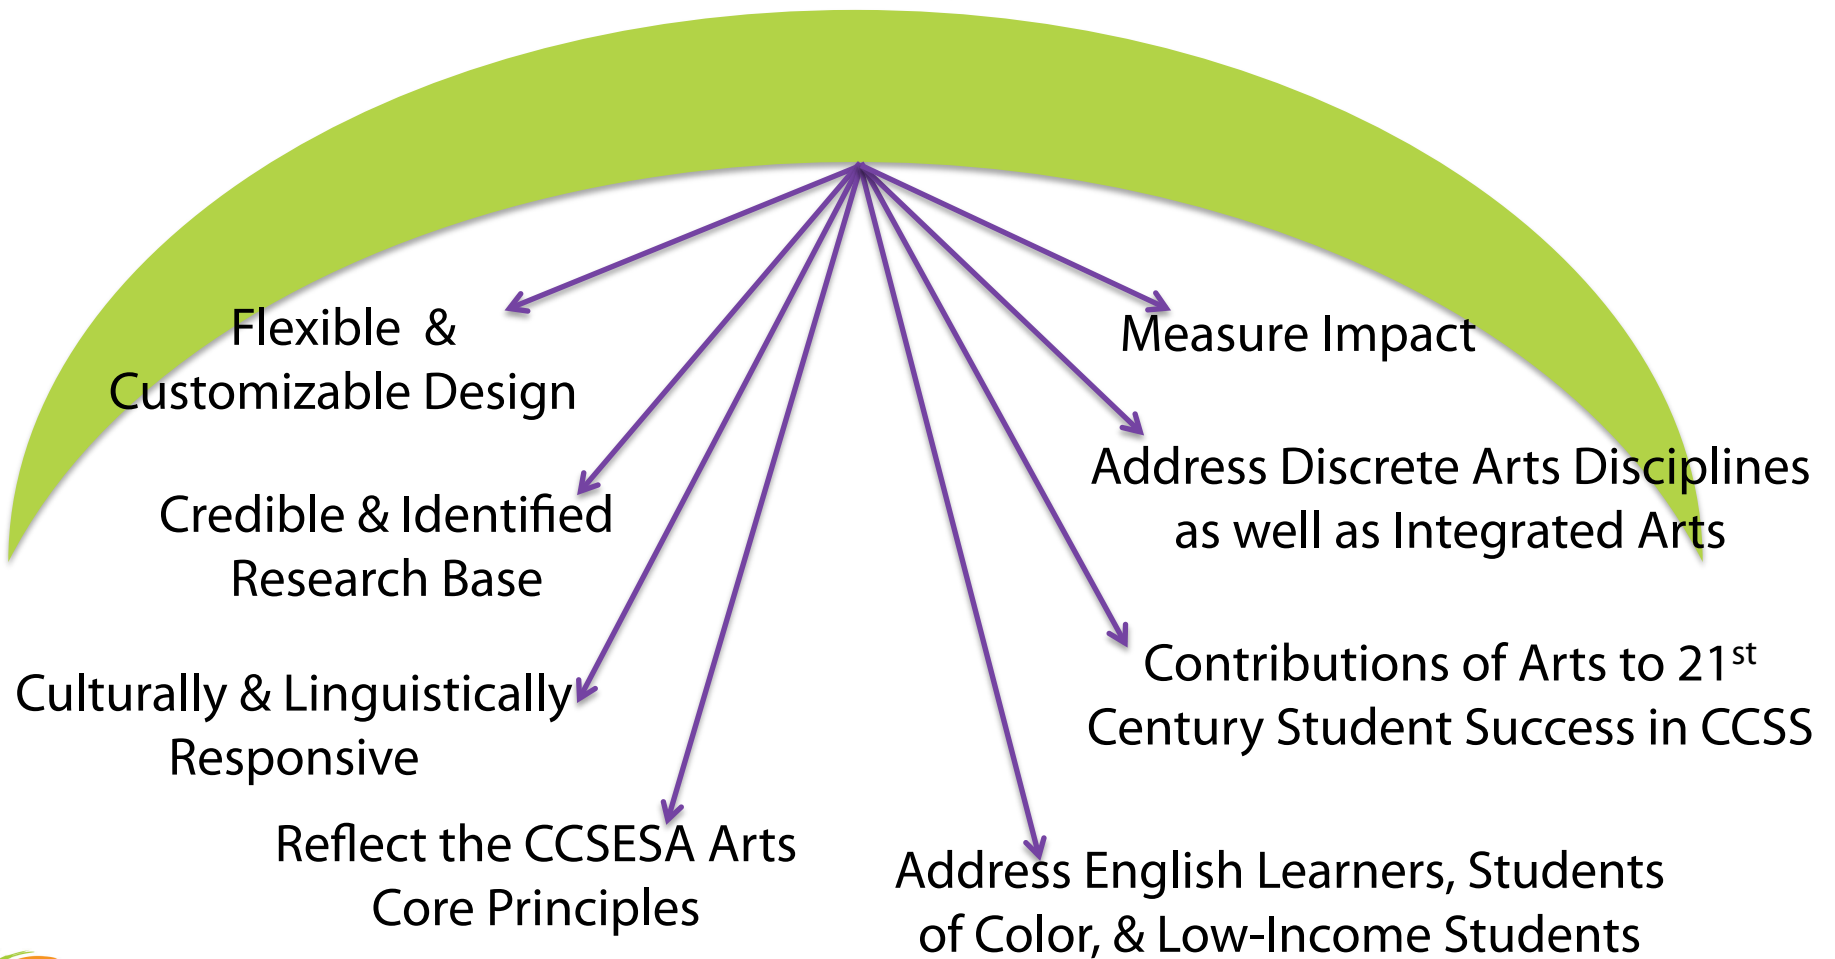 Flexible &
Customizable Design
Credible & Identified
Research Base
Culturally & Linguistically
Responsive
Reflect the CCSESA Arts
Core Principles
Measure Impact
Address Discrete Arts Disciplines
as well as Integrated Arts
Contributions of Arts to 21st
Century Student Success in CCSS
Address English Learners, Students
of Color, & Low-Income Students